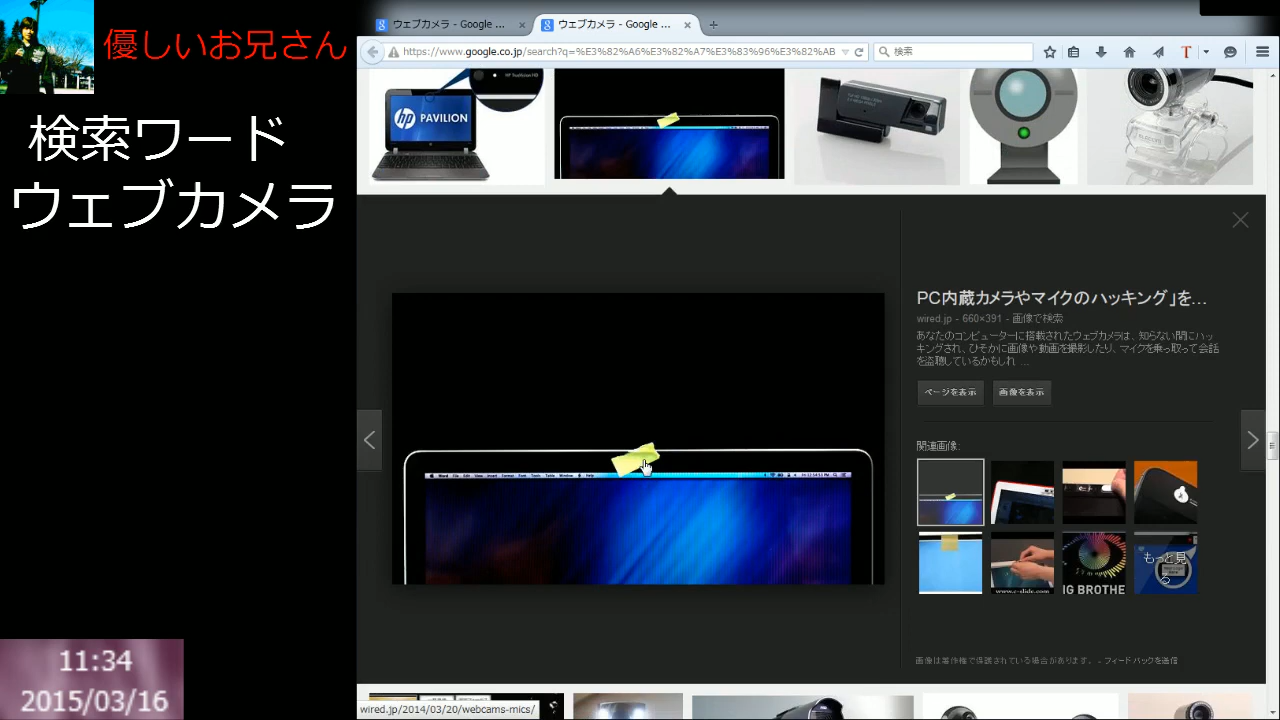 優しいお兄さん
検索ワード
ウェブカメラ
11:34
2015/03/16
ウェブカメラ - Google ...
ウェブカメラ - Google ...
https://www.google.co.jp/search?q=%E3%82%A6%E3%82%A7%E3%83%96%E3%82%AB
検索
hp PAVILION
PC内蔵カメラやマイクのハッキング」を...
wired.jp - 660×391 - 画像で検索
あなたのコンピューターに搭載されたウェブカメラは、知らない間にハッ
キングされ、ひそかに画像や動画を撮影したり、マイクを乗っ取って会話
を盗聴しているかもしれ ...
ページを表示
画像を表示
関連画像:
www.c-slide.com
IG BROTHE
もっと見
る
画像は著作権で保護されている場合があります。 - フィードバックを送信
wired.jp/2014/03/20/webcams-mics/